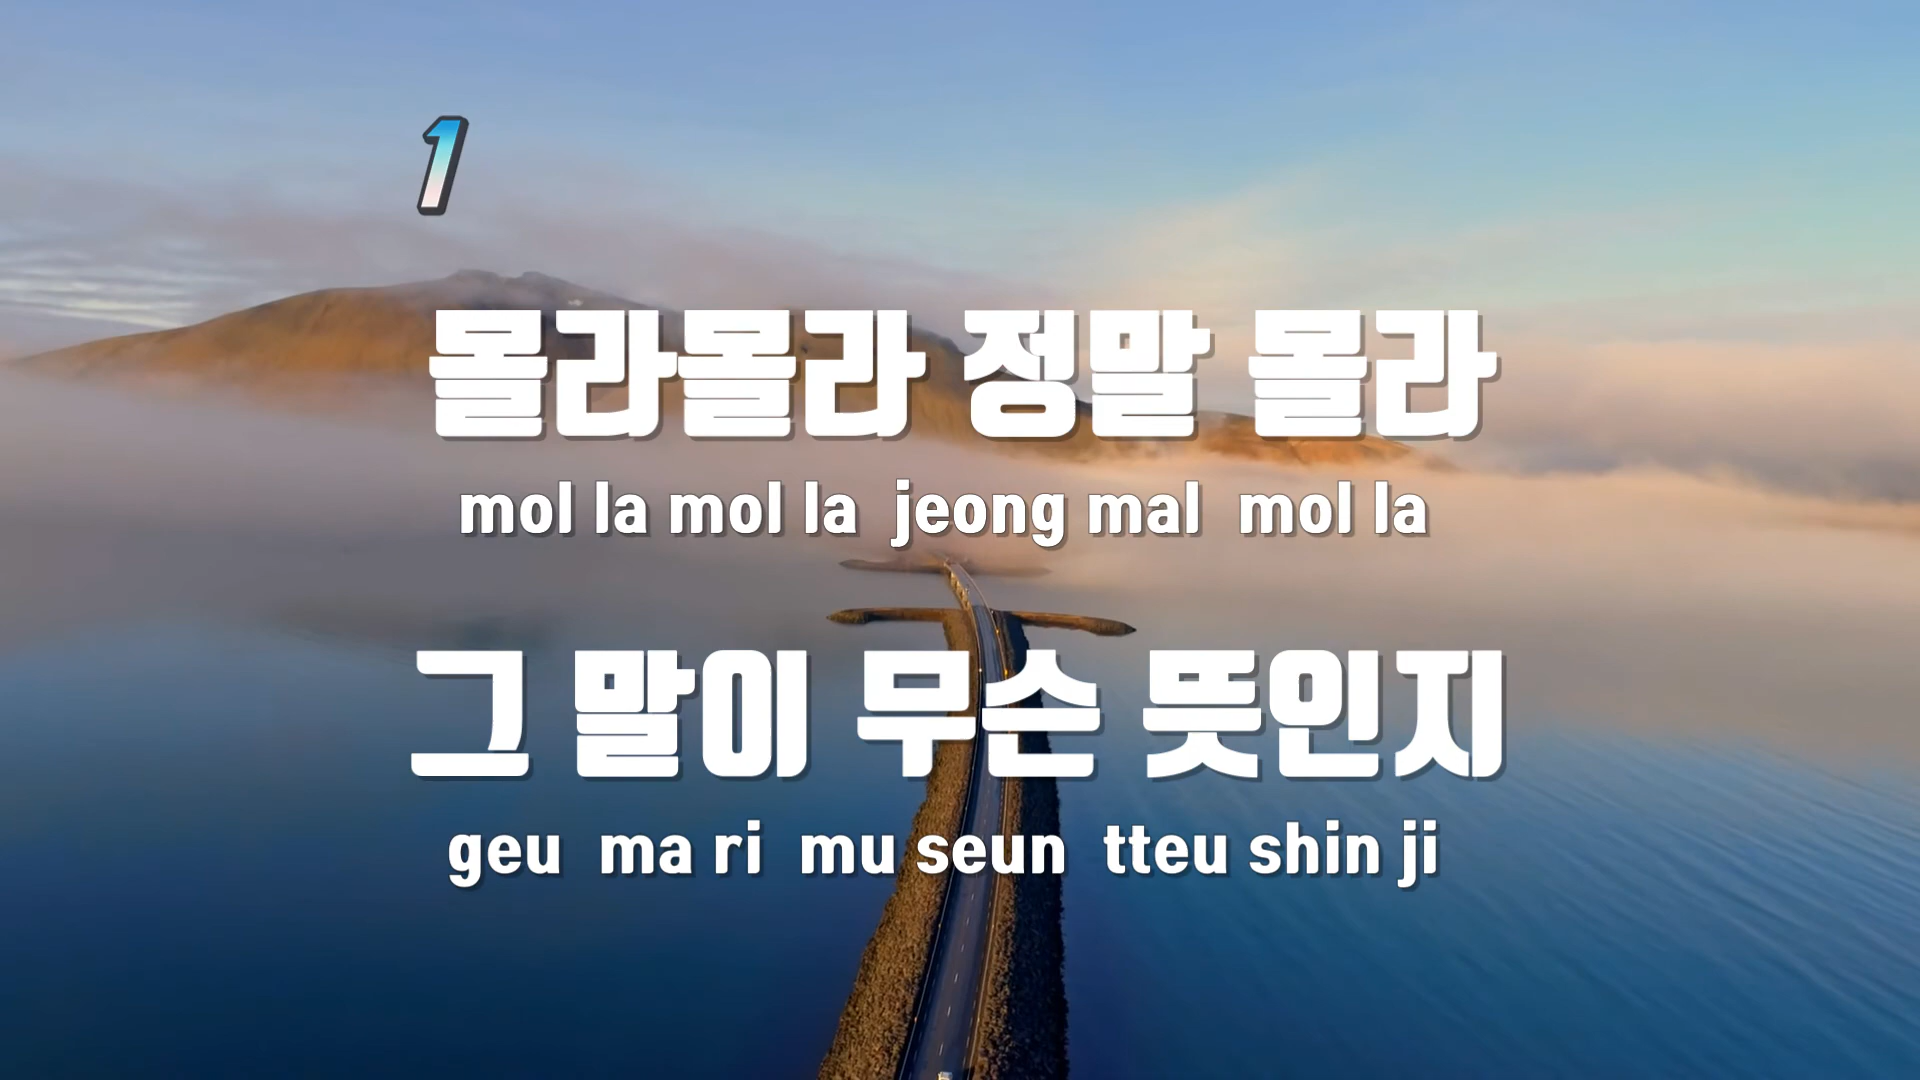 1
몰라몰라 정말 몰라
mol la mol la jeong mal mol la
그 말이 무슨 뜻인지
geu ma ri mu seun tteu shin ji